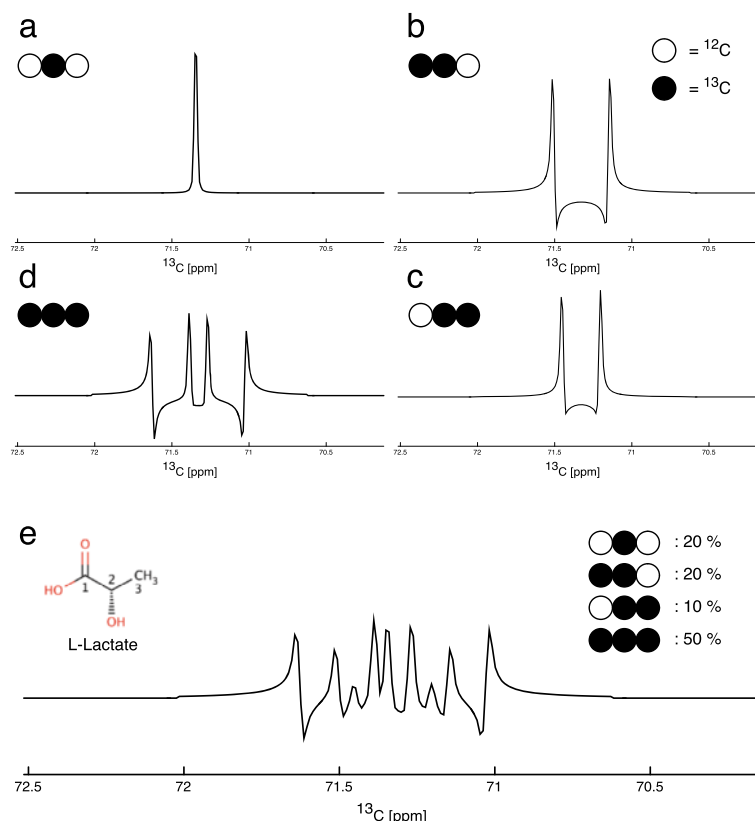 a
b
= ¹²C
= ¹³C
72.5 72 71.5 71 70.5
¹³C [ppm]
72.5 72 71.5 71 70.5
¹³C [ppm]
d
c
72.5 72 71.5 71 70.5
¹³C [ppm]
72.5 72 71.5 71 70.5
¹³C [ppm]
e
O
HO
1
2
CH₃
3
OH
L-Lactate
: 20 %
: 20 %
: 10 %
: 50 %
72.5 72 71.5 71 70.5
¹³C [ppm]